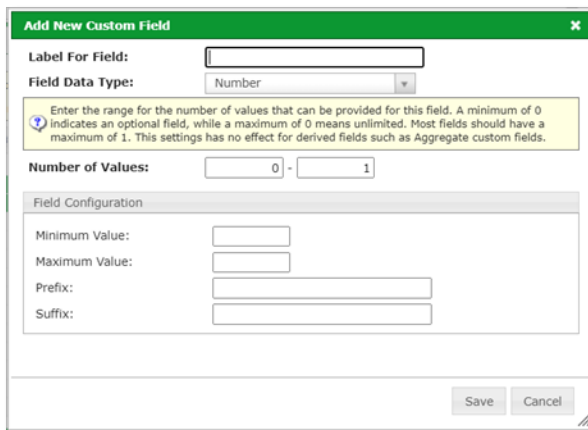 Add New Custom Field
Label For Field:
Field Data Type: Number
Enter the range for the number of values that can be provided for this field. A minimum of 0
indicates an optional field, while a maximum of 0 means unlimited. Most fields should have a
maximum of 1. This settings has no effect for derived fields such as Aggregate custom fields.
Number of Values: 0 - 1
Field Configuration
Minimum Value:
Maximum Value:
Prefix:
Suffix:
Save Cancel